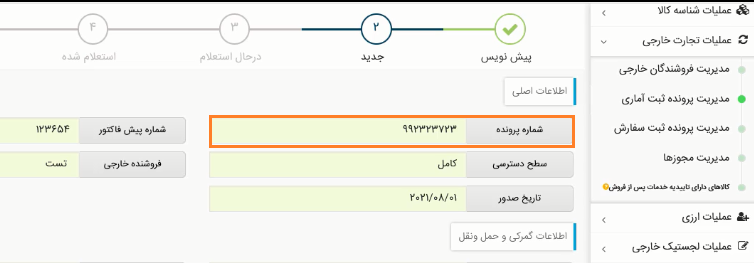 عملیات شناسه کالا
عملیات تجارت خارجی
مدیریت فروشندگان خارجی
مدیریت پرونده ثبت آماری
مدیریت پرونده ثبت سفارش
مدیریت مجوزها
کالاهای دارای تاییدیه خدمات پس از فروش
عملیات ارزی
عملیات لجستیک خارجی
۲ ۳ ۴
پیش نویس جدید درحال استعلام استعلام شده
اطلاعات اصلی
شماره پرونده ۹۹۲۳۲۳۷۲۳ شماره پیش فاکتور ۱۲۳۶۵۴
سطح دسترسی کامل فروشنده خارجی تست
تاریخ صدور ۲۰۲۱/۰۸/۰۱
اطلاعات گمرکی و حمل ونقل